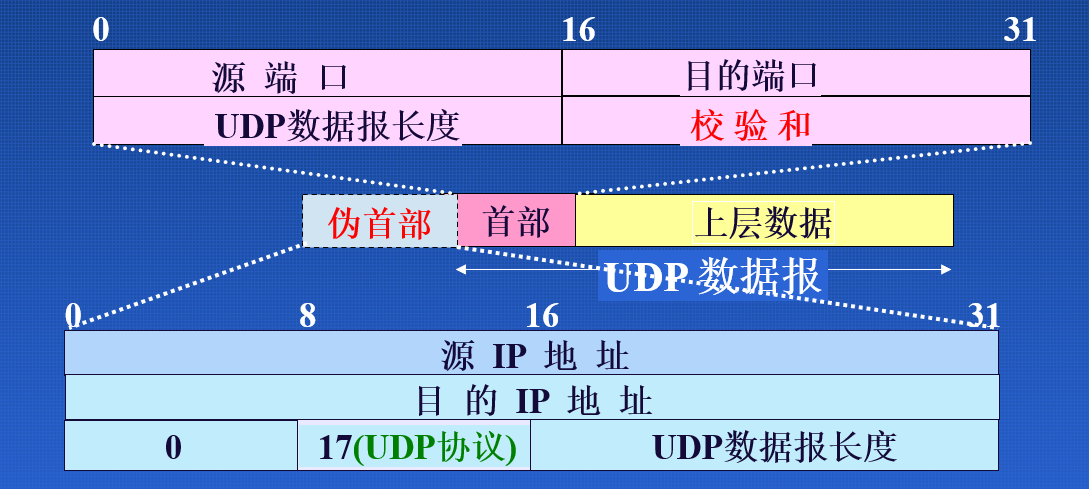 0 16 31
源 端 口 目的端口
UDP数据报长度 校 验 和
伪首部 首部 上层数据
UDP 数据报
0 8 16 31
源 IP 地 址
目 的 IP 地 址
0 17(UDP协议) UDP数据报长度